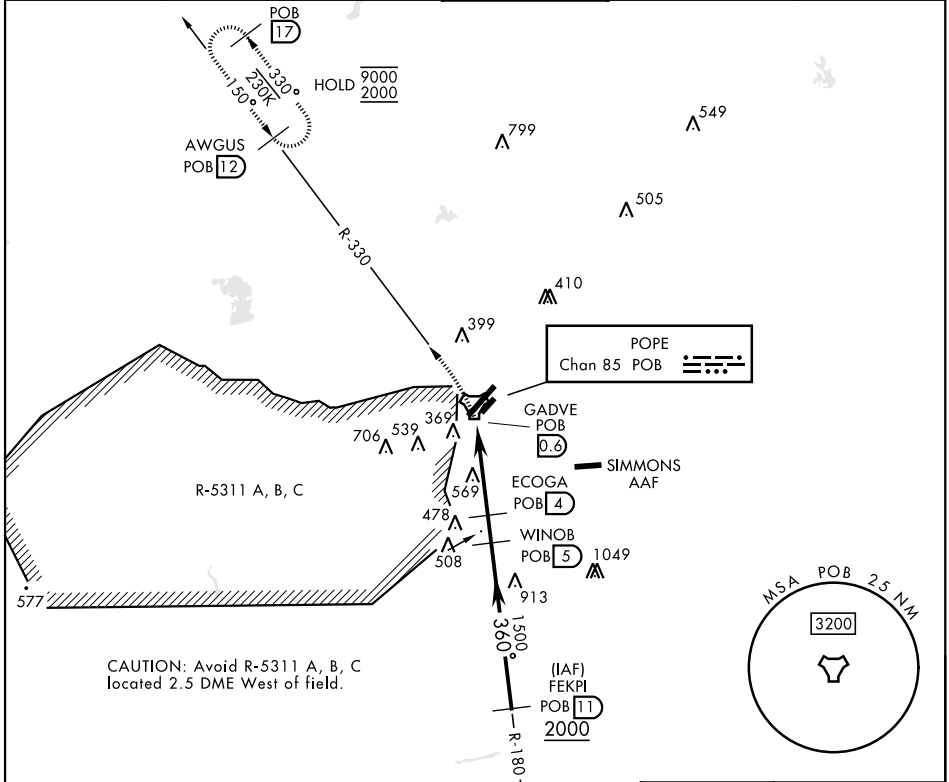 POB
17
HOLD 9000
2000
330°
230K
150°
AWGUS
POB 12
R-330
799
549
505
410
399
POPE
Chan 85 POB
GADVE
POB
0.6
369
706
539
SIMMONS
AAF
569
ECOGA
POB 4
R-5311 A, B, C
478
WINOB
POB 5
508
1049
913
577
1500
360°
MSA POB 25 NM
3200
CAUTION: Avoid R-5311 A, B, C
located 2.5 DME West of field.
(IAF)
FEKPI
POB 11
2000
R-180